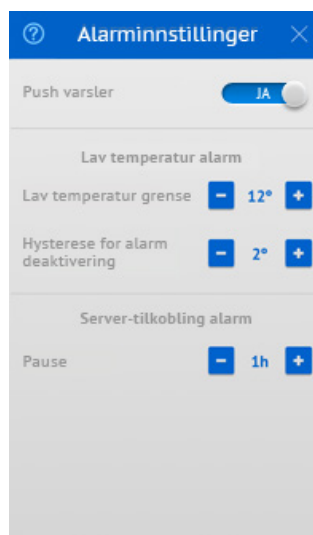 Alarminnstillinger
Push varsler JA
Lav temperatur alarm
Lav temperatur grense - 12° +
Hysterese for alarm
deaktivering - 2° +
Server-tilkobling alarm
Pause - 1h +